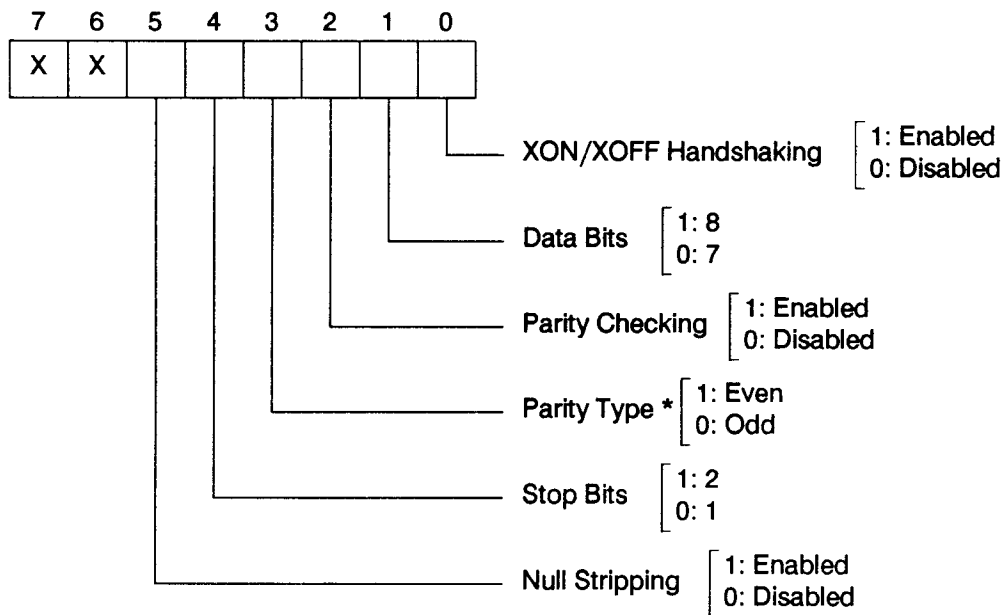 7 6 5 4 3 2 1 0
X X
XON/XOFF Handshaking 1: Enabled
0: Disabled
Data Bits 1: 8
0: 7
Parity Checking 1: Enabled
0: Disabled
Parity Type * 1: Even
0: Odd
Stop Bits 1: 2
0: 1
Null Stripping 1: Enabled
0: Disabled